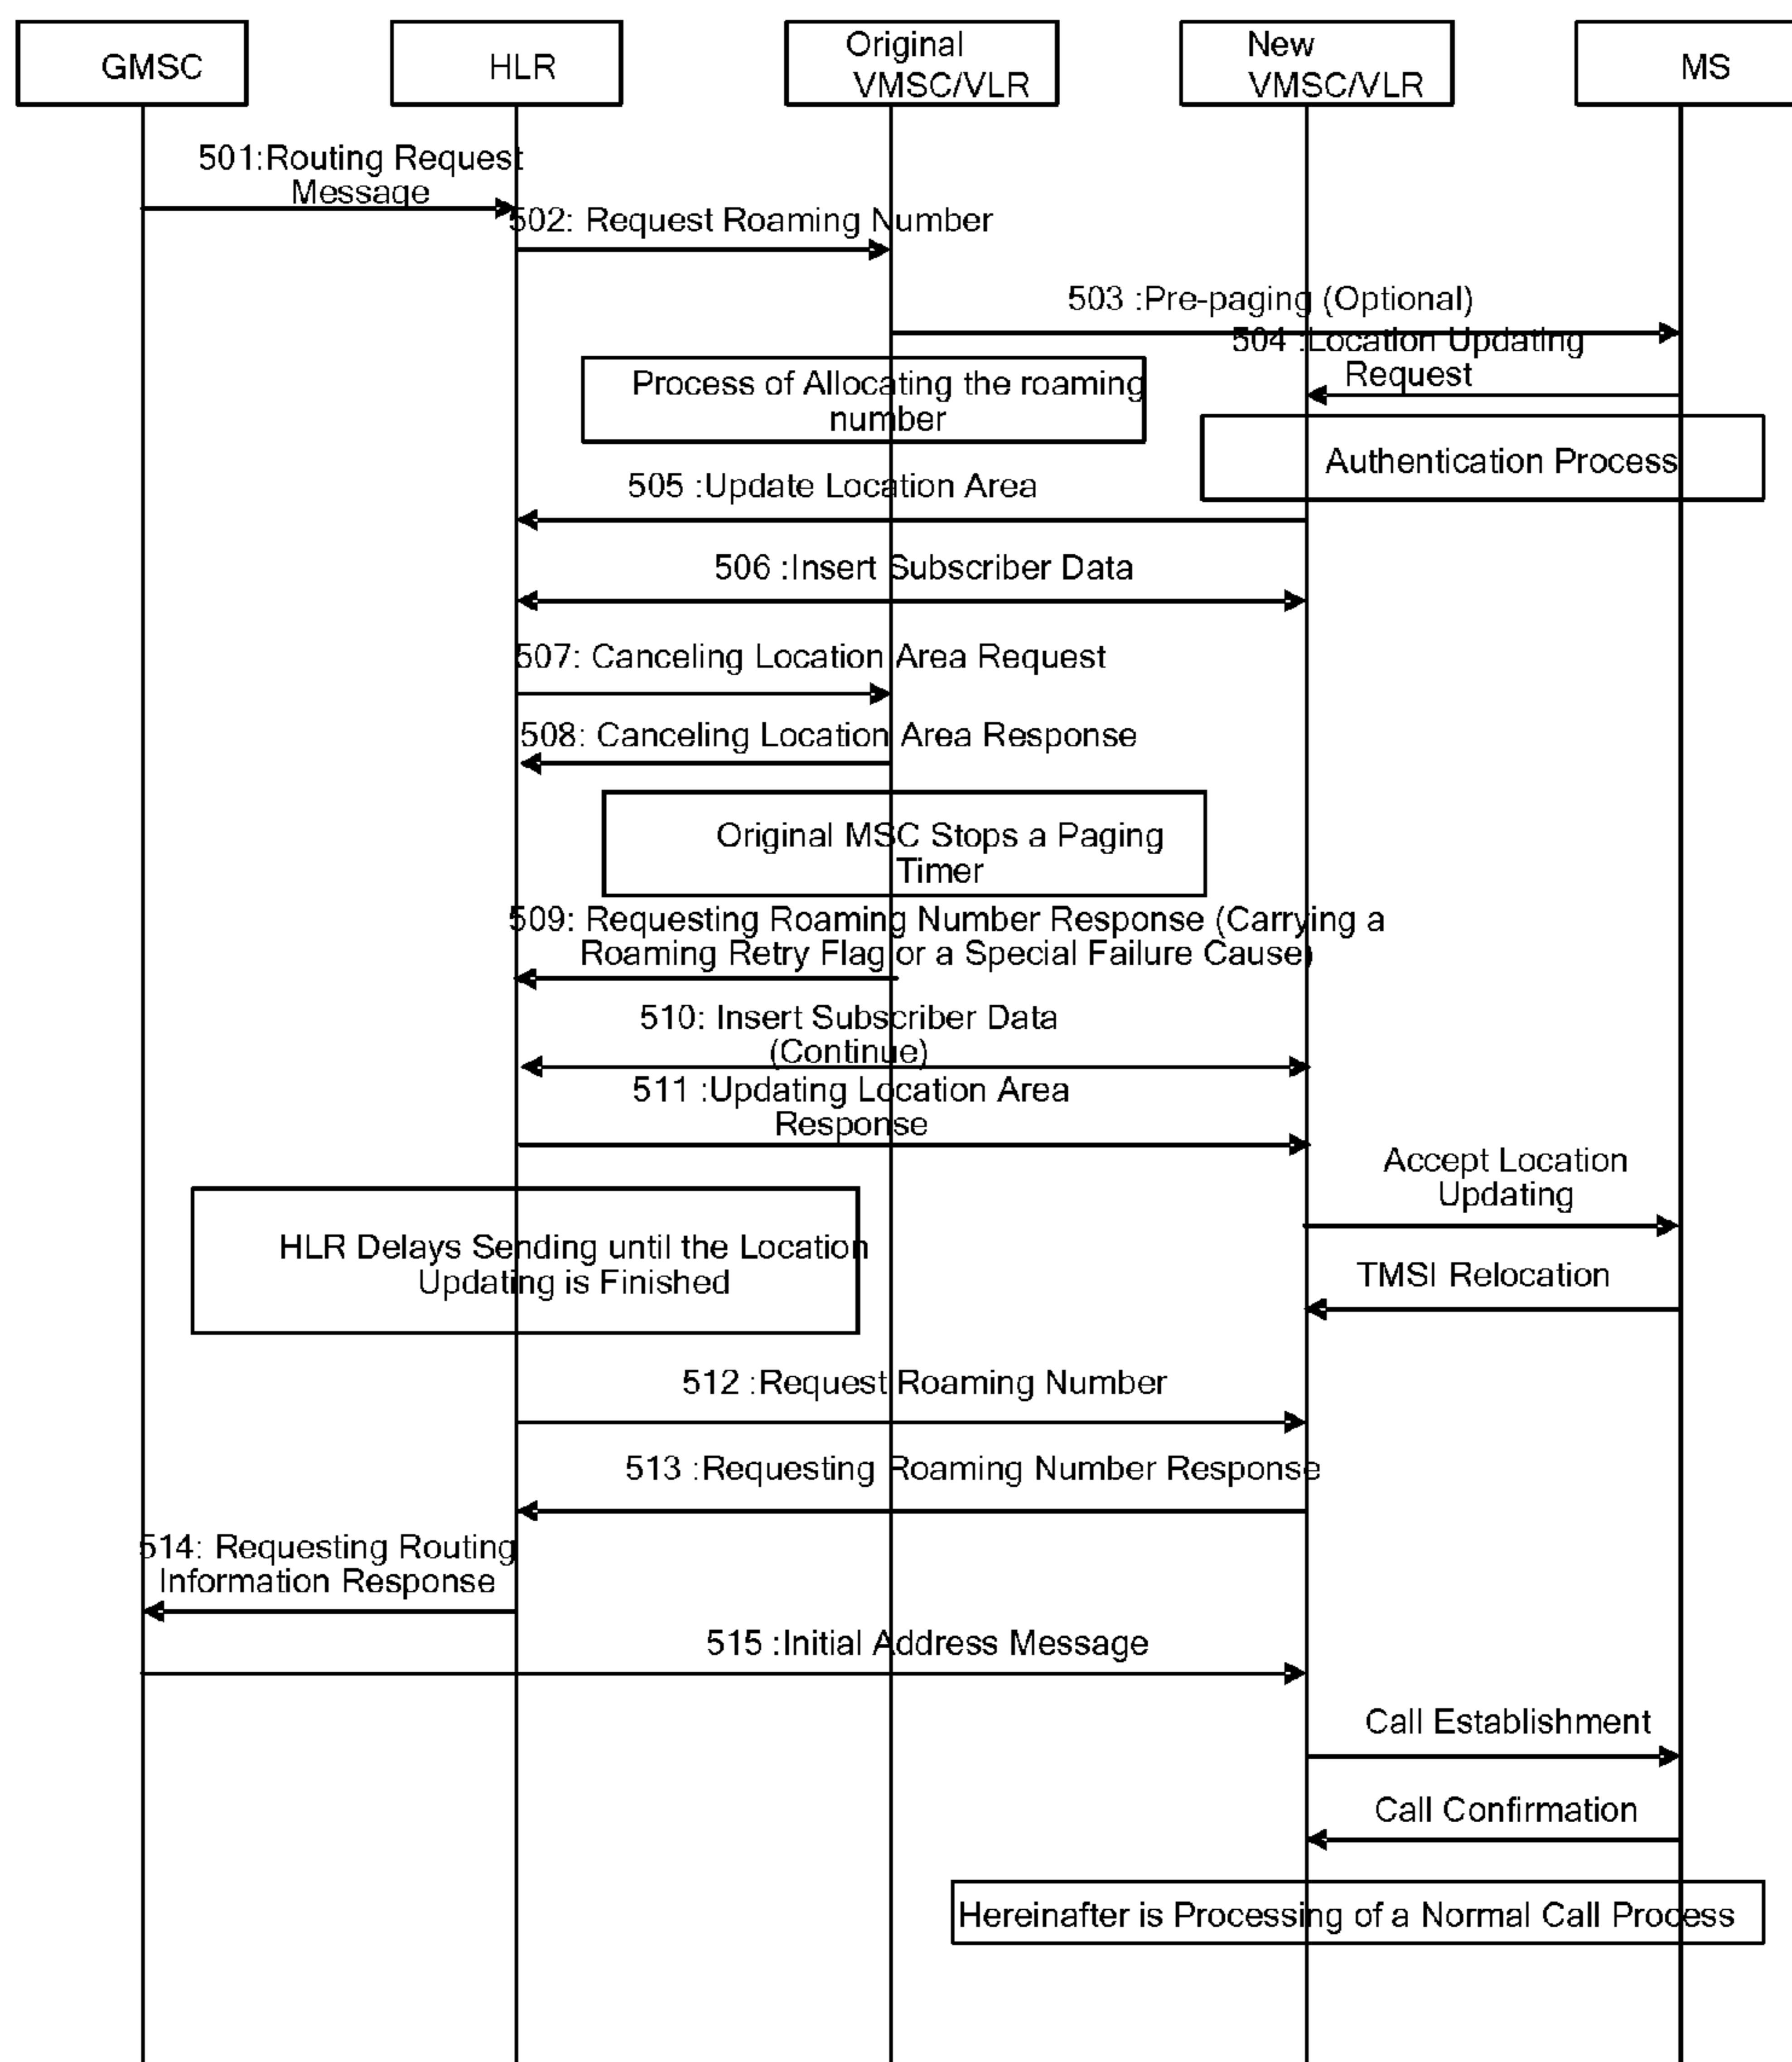 GMSC
HLR
Original
VMSC/VLR
New
VMSC/VLR
MS
501:Routing Request
Message
502: Request Roaming Number
503 :Pre-paging (Optional)
504 :Location Updating
Request
Process of Allocating the roaming
number
Authentication Process
505 :Update Location Area
506 :Insert Subscriber Data
507: Canceling Location Area Request
508: Canceling Location Area Response
Original MSC Stops a Paging
Timer
509: Requesting Roaming Number Response (Carrying a
Roaming Retry Flag or a Special Failure Cause)
510: Insert Subscriber Data
(Continue)
511 :Updating Location Area
Response
Accept Location
Updating
HLR Delays Sending until the Location
Updating is Finished
TMSI Relocation
512 :Request Roaming Number
513 :Requesting Roaming Number Response
514: Requesting Routing
Information Response
515 :Initial Address Message
Call Establishment
Call Confirmation
Hereinafter is Processing of a Normal Call Process